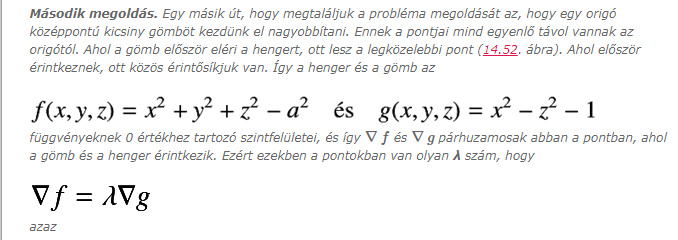 Második megoldás. Egy másik út, hogy megtaláljuk a probléma megoldását az, hogy egy origó
középpontú kicsiny gömböt kezdünk el nagyobbítani. Ennek a pontjai mind egyenlő távol vannak az
origótól. Ahol a gömb először eléri a hengert, ott lesz a legközelebbi pont (14.52. ábra). Ahol először
érintkeznek, ott közös érintősíkjuk van. Így a henger és a gömb az
f(x, y, z) = x² + y² + z² − a² és g(x, y, z) = x² − z² − 1
függvényeknek 0 értékhez tartozó szintfelületei, és így ∇ f és ∇ g párhuzamosak abban a pontban, ahol
a gömb és a henger érintkezik. Ezért ezekben a pontokban van olyan λ szám, hogy
∇f = λ∇g
azaz